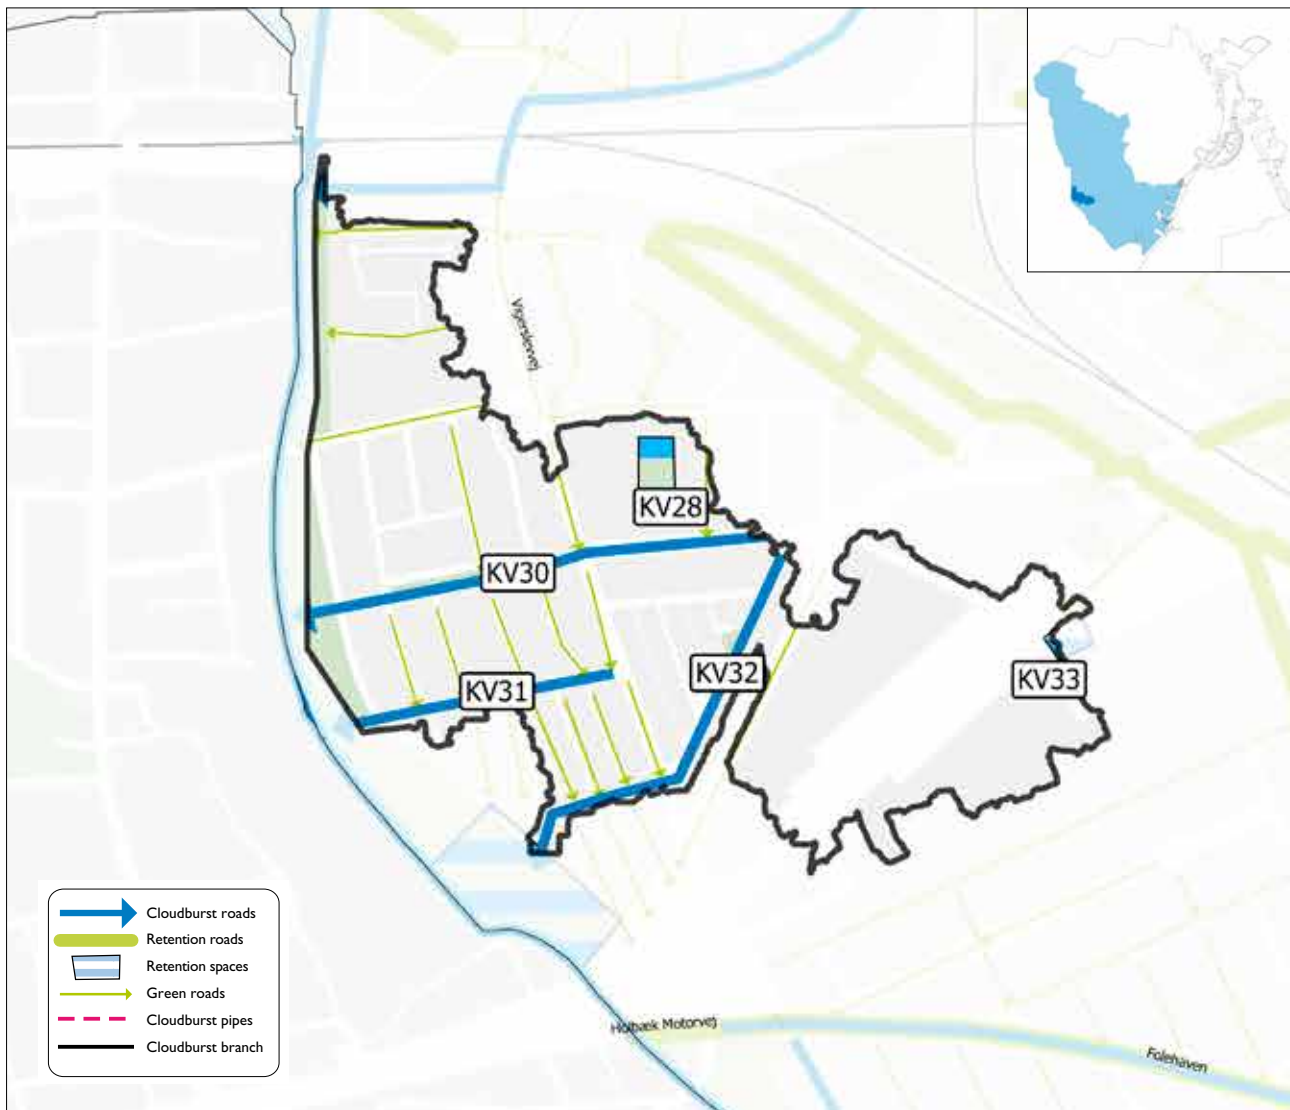 Vigerslevvej
KV28
KV30
KV32
KV33
KV31
Cloudburst roads
Retention roads
Retention spaces
Green roads
Cloudburst pipes
Cloudburst branch
Holbæk Motorvej
Folehaven